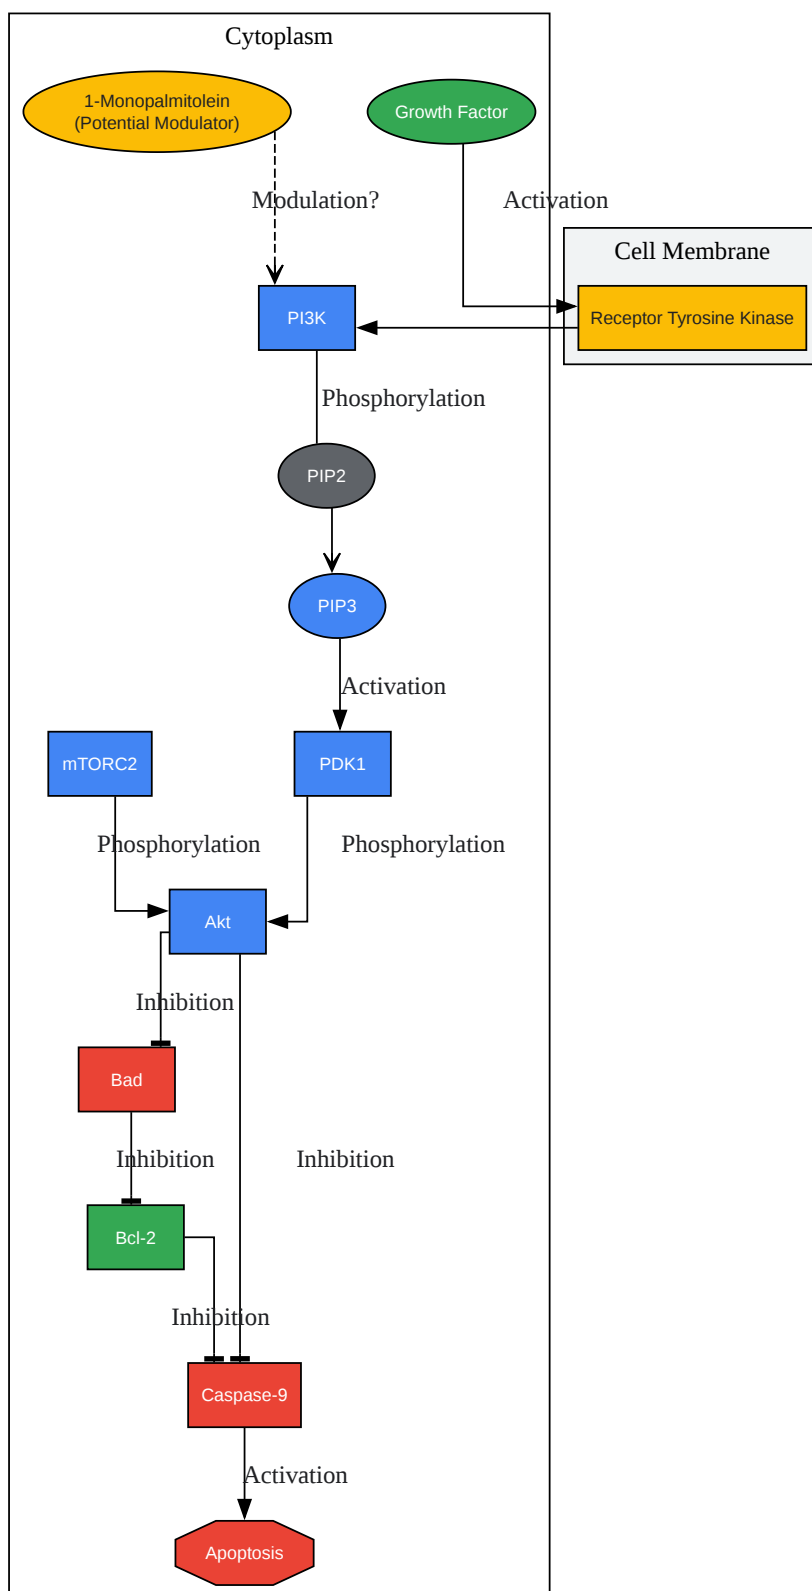 Cytoplasm
1-Monopalmitolein
(Potential Modulator)
Growth Factor
Modulation?
Activation
Cell Membrane
PI3K
Receptor Tyrosine Kinase
Phosphorylation
PIP2
PIP3
Activation
mTORC2
PDK1
Phosphorylation
Phosphorylation
Akt
Inhibition
Bad
Inhibition
Inhibition
Bcl-2
Inhibition
Caspase-9
Activation
Apoptosis